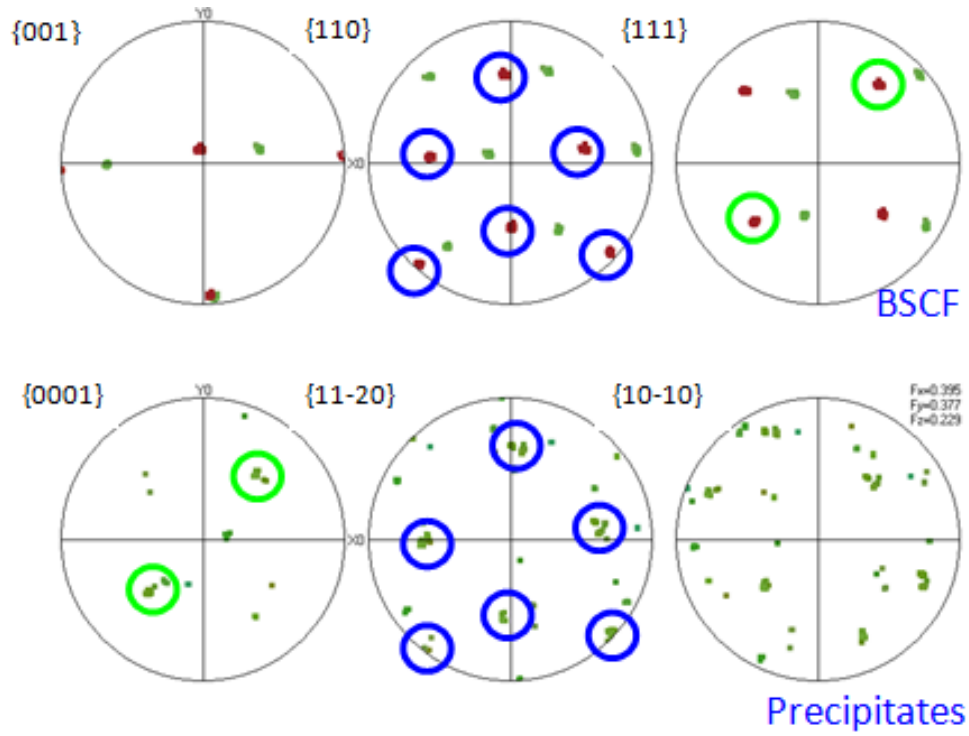 {001}
Y0
{110}
{111}
X0
BSCF
{0001}
Y0
{11-20}
{10-10}
Fx=0.395
Fy=0.377
Fz=0.229
X0
Precipitates